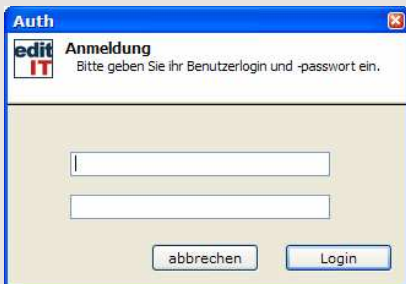 Auth
edit
IT
Anmeldung
Bitte geben Sie ihr Benutzerlogin und -passwort ein.
abbrechen
Login